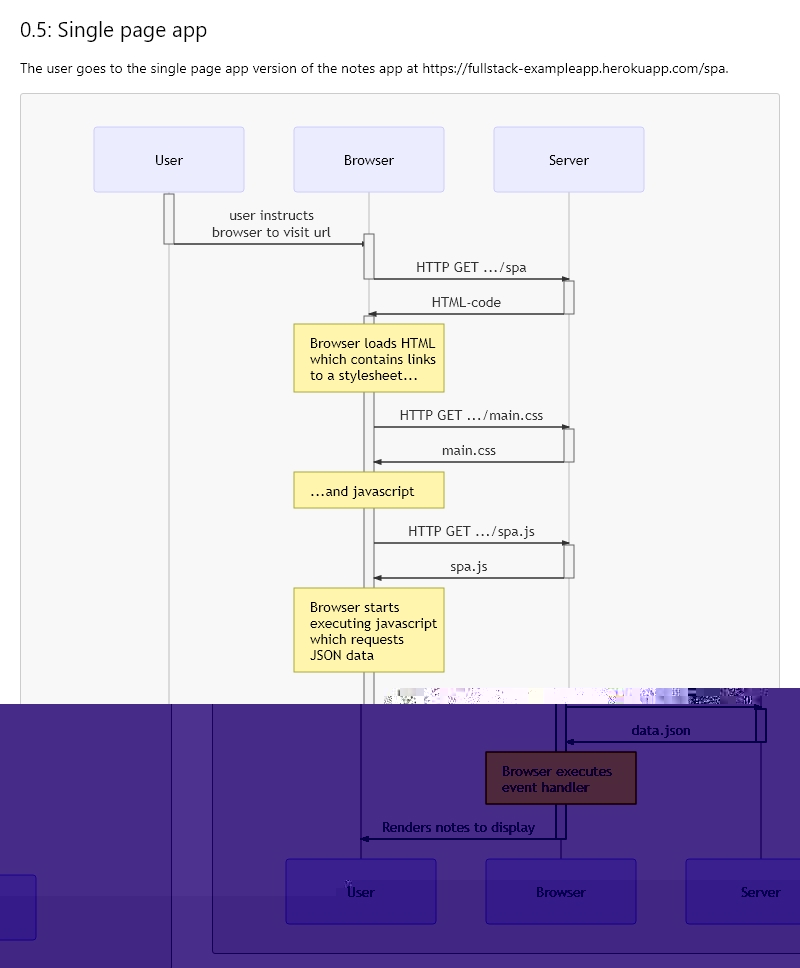 0.5: Single page app
The user goes to the single page app version of the notes app at https://fullstack-exampleapp.herokuapp.com/spa.
User
Browser
Server
user instructs
browser to visit url
HTTP GET .../spa
HTML-code
Browser loads HTML
which contains links
to a stylesheet...
HTTP GET .../main.css
main.css
...and javascript
HTTP GET .../spa.js
spa.js
Browser starts
executing javascript
which requests
JSON data
data.json
Browser executes
event handler
Renders notes to display
User
Browser
Server